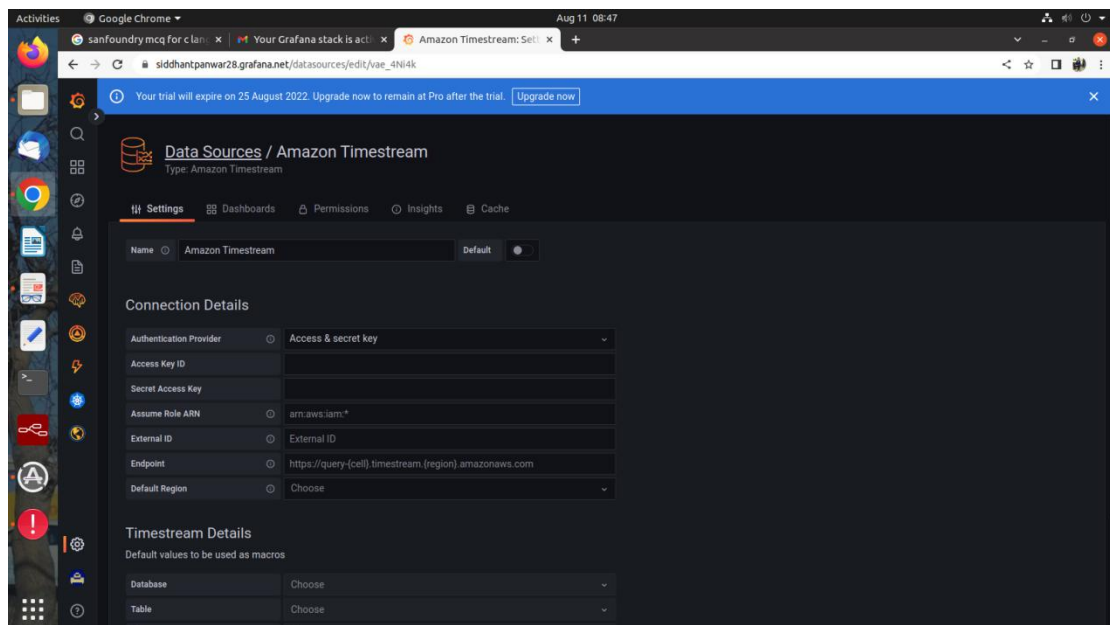 Activities Google Chrome Aug 11 08:47
sanfoundry mcq for c lan Your Grafana stack is acti Amazon Timestream: Sett
siddhantpanwar28.grafana.net/datasources/edit/vae_4Ni4k
Your trial will expire on 25 August 2022. Upgrade now to remain at Pro after the trial. Upgrade now
Data Sources / Amazon Timestream
Type: Amazon Timestream
Settings Dashboards Permissions Insights Cache
Name Amazon Timestream Default
Connection Details
Authentication Provider Access & secret key
Access Key ID
Secret Access Key
Assume Role ARN arn:aws:iam:*
External ID External ID
Endpoint https://query-{cell}.timestream.{region}.amazonaws.com
Default Region Choose
Timestream Details
Default values to be used as macros
Database Choose
Table Choose